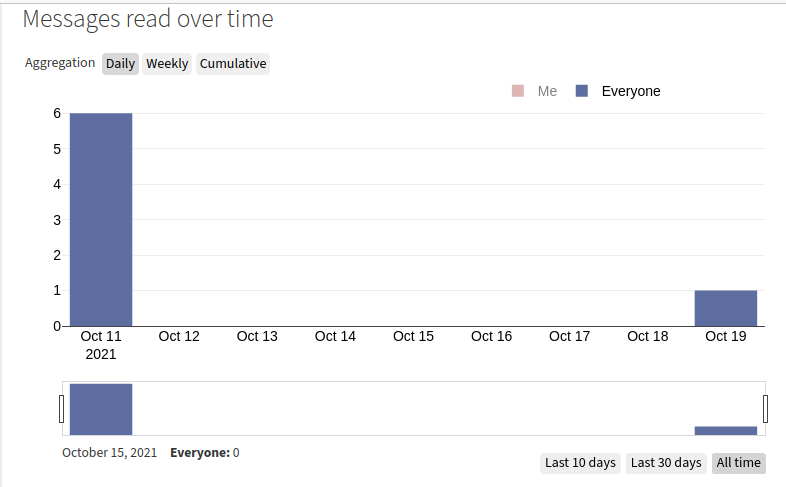 Messages read over time
Aggregation Daily Weekly Cumulative
Me Everyone
6
5
4
3
2
1
0
Oct 11 Oct 12 Oct 13 Oct 14 Oct 15 Oct 16 Oct 17 Oct 18 Oct 19
2021
October 15, 2021 Everyone: 0
Last 10 days Last 30 days All time